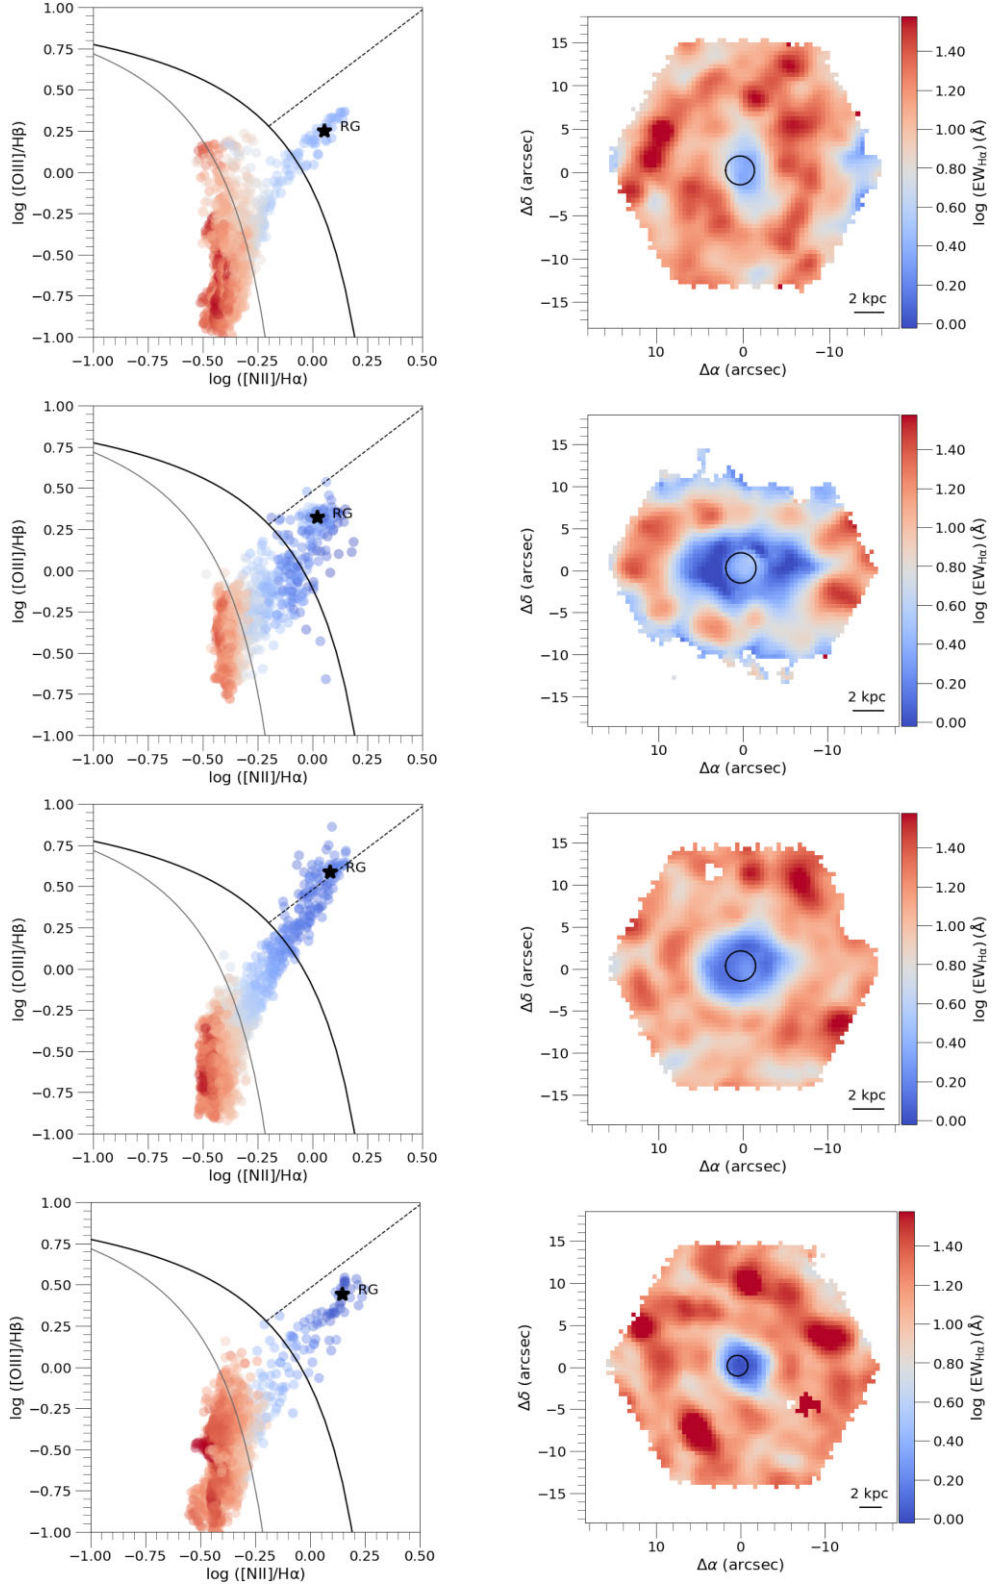 1.00
0.75
0.50
0.25
0.00
−0.25
−0.50
−0.75
−1.00
log ([OIII]/Hβ)
RG
−1.00 −0.75 −0.50 −0.25 0.00 0.25 0.50
log ([NII]/Hα)
15
10
5
0
−5
−10
−15
Δδ (arcsec)
2 kpc
10 0 −10
Δα (arcsec)
1.40
1.20
1.00
0.80
0.60
0.40
0.20
0.00
log (EWHα) (Å)
1.00
0.75
0.50
0.25
0.00
−0.25
−0.50
−0.75
−1.00
log ([OIII]/Hβ)
RG
−1.00 −0.75 −0.50 −0.25 0.00 0.25 0.50
log ([NII]/Hα)
15
10
5
0
−5
−10
−15
Δδ (arcsec)
2 kpc
10 0 −10
Δα (arcsec)
1.40
1.20
1.00
0.80
0.60
0.40
0.20
0.00
log (EWHα) (Å)
1.00
0.75
0.50
0.25
0.00
−0.25
−0.50
−0.75
−1.00
log ([OIII]/Hβ)
RG
−1.00 −0.75 −0.50 −0.25 0.00 0.25 0.50
log ([NII]/Hα)
15
10
5
0
−5
−10
−15
Δδ (arcsec)
2 kpc
10 0 −10
Δα (arcsec)
1.40
1.20
1.00
0.80
0.60
0.40
0.20
0.00
log (EWHα) (Å)
1.00
0.75
0.50
0.25
0.00
−0.25
−0.50
−0.75
−1.00
log ([OIII]/Hβ)
RG
−1.00 −0.75 −0.50 −0.25 0.00 0.25 0.50
log ([NII]/Hα)
15
10
5
0
−5
−10
−15
Δδ (arcsec)
2 kpc
10 0 −10
Δα (arcsec)
1.40
1.20
1.00
0.80
0.60
0.40
0.20
0.00
log (EWHα) (Å)